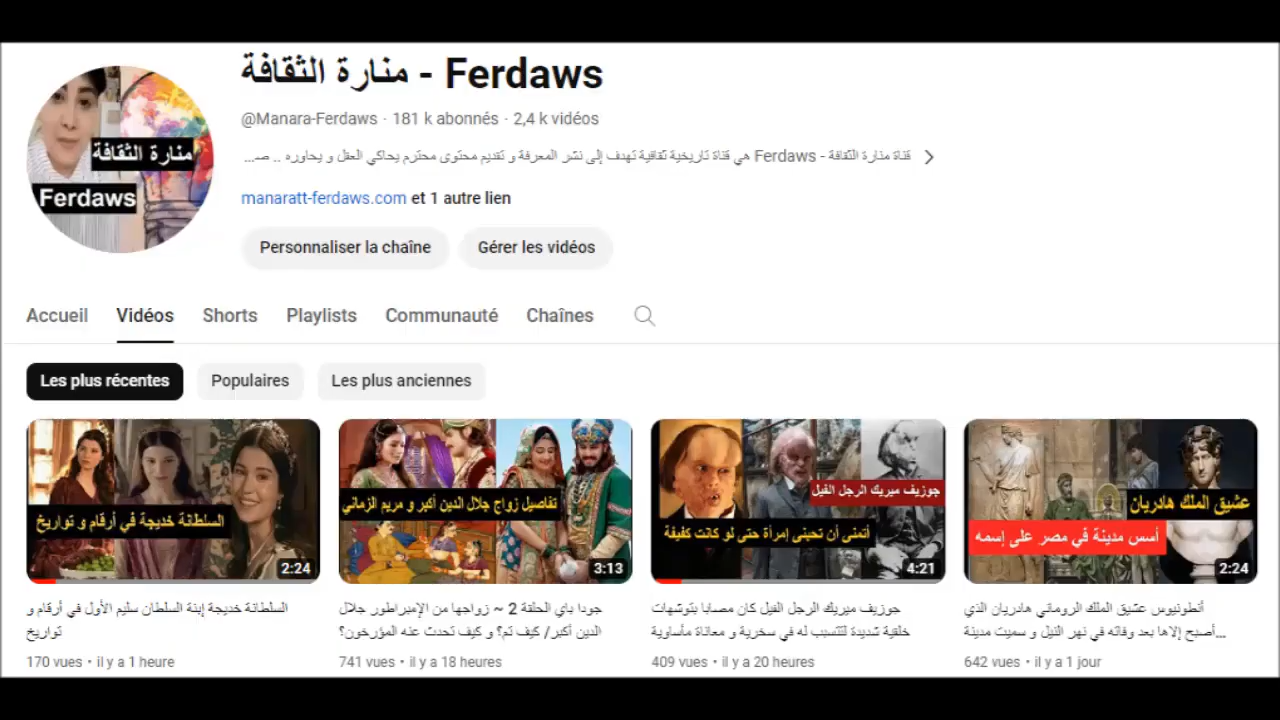 منارة الثقافة - Ferdaws
@Manara-Ferdaws · 181 k abonnés · 2,4 k vidéos
قناة منارة الثقافة - Ferdaws هي قناة تاريخية ثقافية تهدف إلى نشر المعرفة و تقديم محتوى محترم يحاكي العقل و يحاوره .. صـ...
منارة الثقافة
Ferdaws
manaratt-ferdaws.com et 1 autre lien
Personnaliser la chaîne
Gérer les vidéos
Accueil Vidéos Shorts Playlists Communauté Chaînes
Les plus récentes Populaires Les plus anciennes
السلطانة خديجة في أرقام و تواريخ
2:24
تفاصيل زواج جلال الدين أكبر و مريم الزماني
3:13
جوزيف ميريك الرجل الفيل
أتمنى أن تحبنى إمرأة حتى لو كانت كفيفة
4:21
عشيق الملك هادريان
أسس مدينة في مصر على إسمه
2:24
السلطانة خديجة إبنة السلطان سليم الأول في أرقام و
تواريخ
170 vues • il y a 1 heure
جودا باي الحلقة 2 ~ زواجها من الإمبراطور جلال
الدين أكبر/ كيف تم؟ و كيف تحدث عنه المؤرخون؟
741 vues • il y a 18 heures
جوزيف ميريك الرجل الفيل كان مصابا بتوشهات
خلقية شديدة لتتسبب له في سخرية و معاناة مأساوية
409 vues • il y a 20 heures
أنطونيوس عشيق الملك الروماني هادريان الذي
أصبح إلاها بعد وفاته في نهر النيل و سميت مدينة...
642 vues • il y a 1 jour